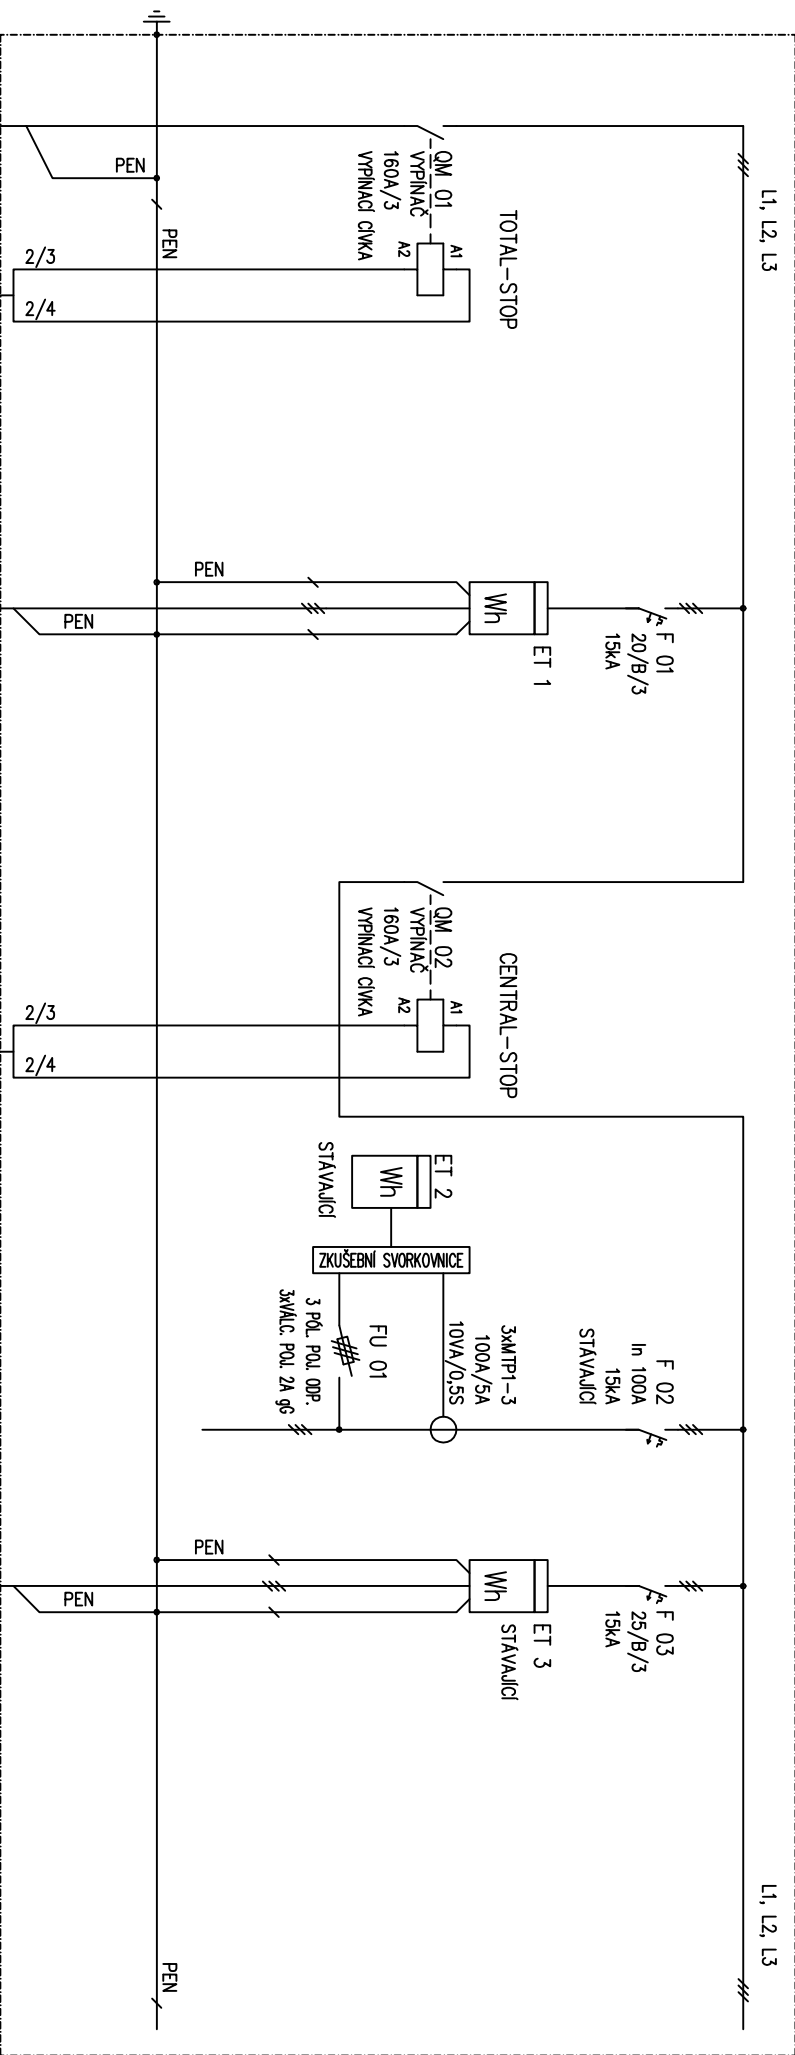 L1, L2, L3
TOTAL-STOP
QM 01
VYPÍNAČ
160A/3
VYPÍNACÍ CÍVKA
A1
A2
PEN
PEN
2/3
2/4
F 01
20/B/3
15kA
ET 1
Wh
PEN
PEN
CENTRAL-STOP
QM 02
VYPÍNAČ
160A/3
VYPÍNACÍ CÍVKA
A1
A2
2/3
2/4
ET 2
Wh
STÁVAJÍCÍ
ZKUŠEBNÍ SVORKOVNICE
F 02
In 100A
15kA
STÁVAJÍCÍ
3xMTP1-3
100A/5A
10VA/0,5S
FU 01
3 PÓL. POJ. ODP.
3xVÁLC. POJ. 2A gG
F 03
25/B/3
15kA
ET 3
STÁVAJÍCÍ
Wh
PEN
PEN
L1, L2, L3
PEN